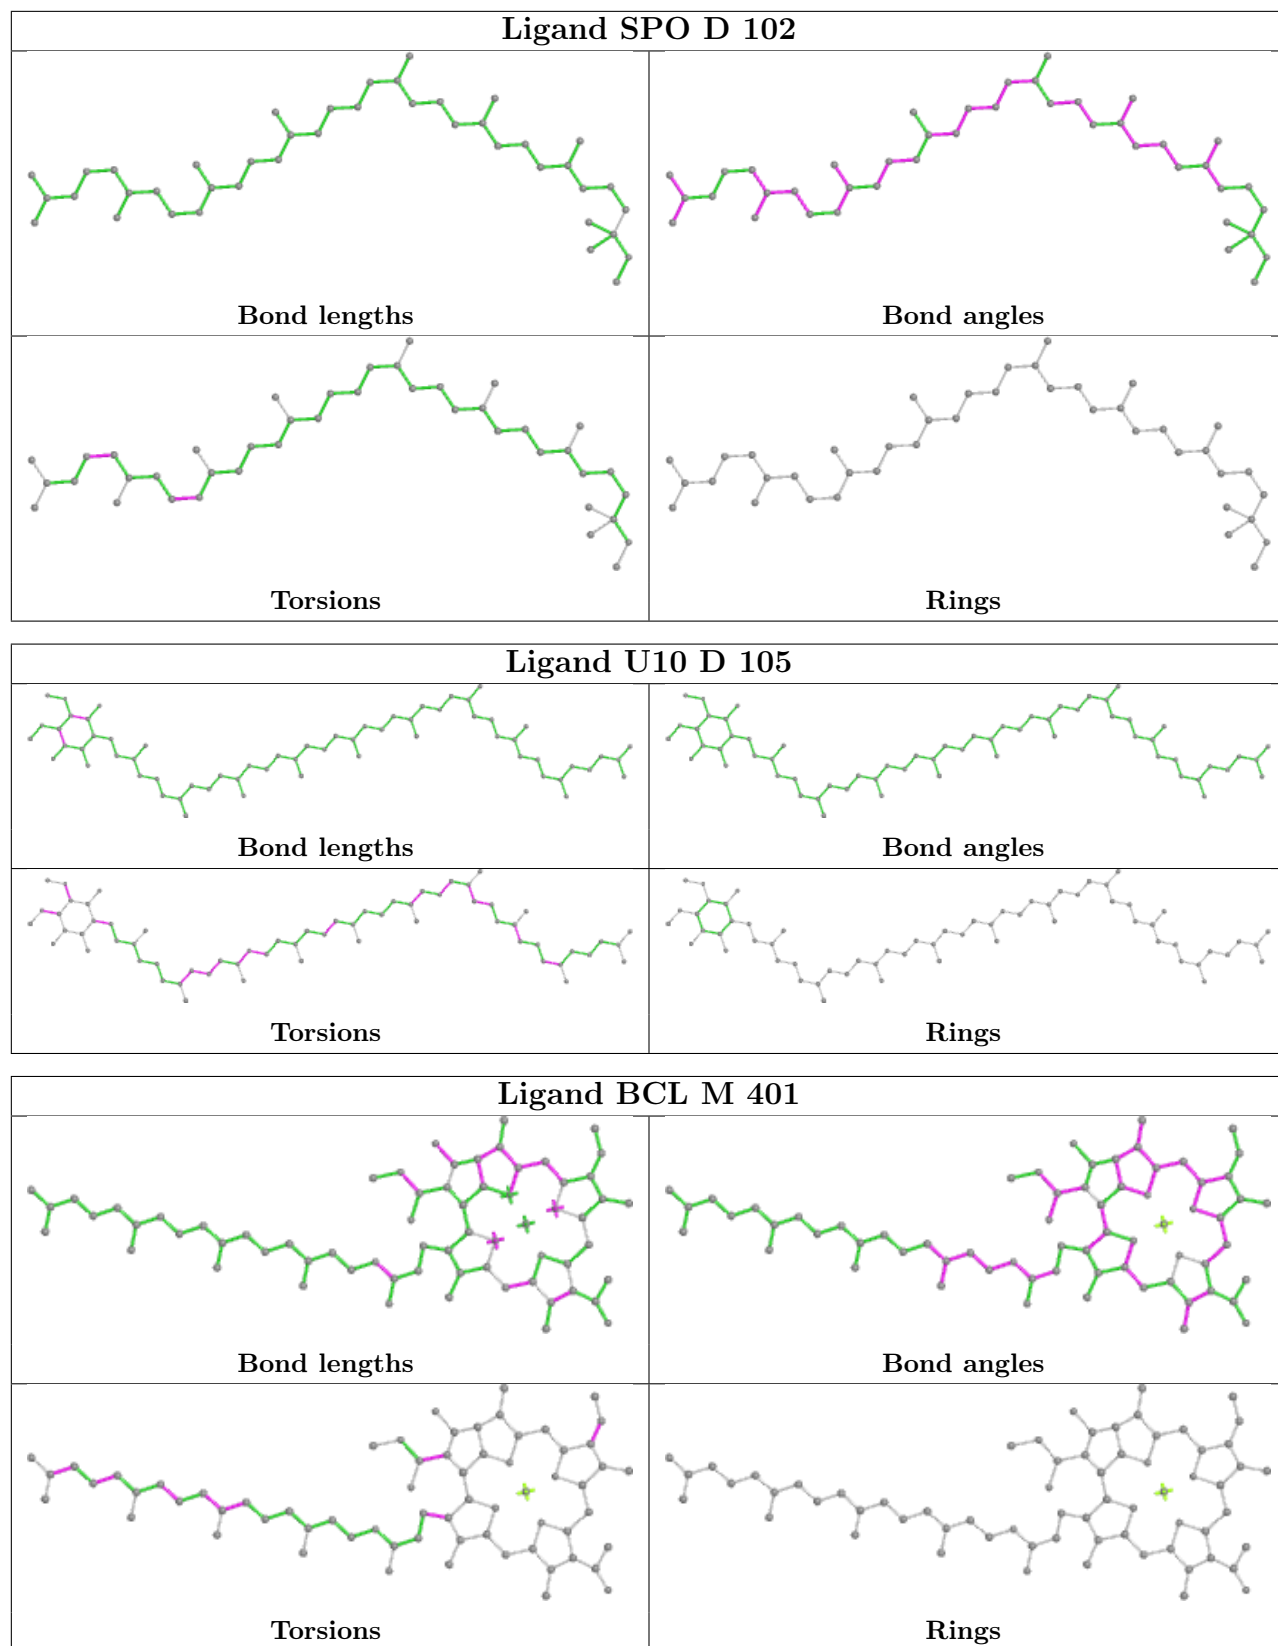 Ligand SPO D 102
Bond lengths
Bond angles
Torsions
Rings
Ligand U10 D 105
Bond lengths
Bond angles
Torsions
Rings
Ligand BCL M 401
Bond lengths
Bond angles
Torsions
Rings